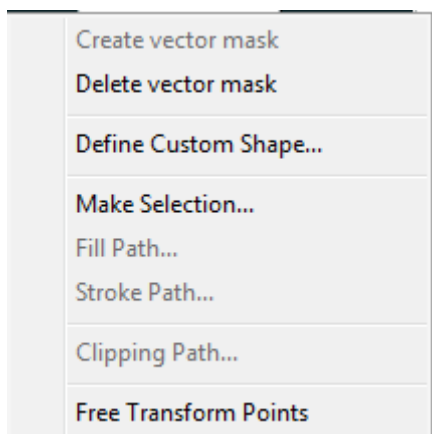 Create vector mask
Delete vector mask
Define Custom Shape...
Make Selection...
Fill Path...
Stroke Path...
Clipping Path...
Free Transform Points